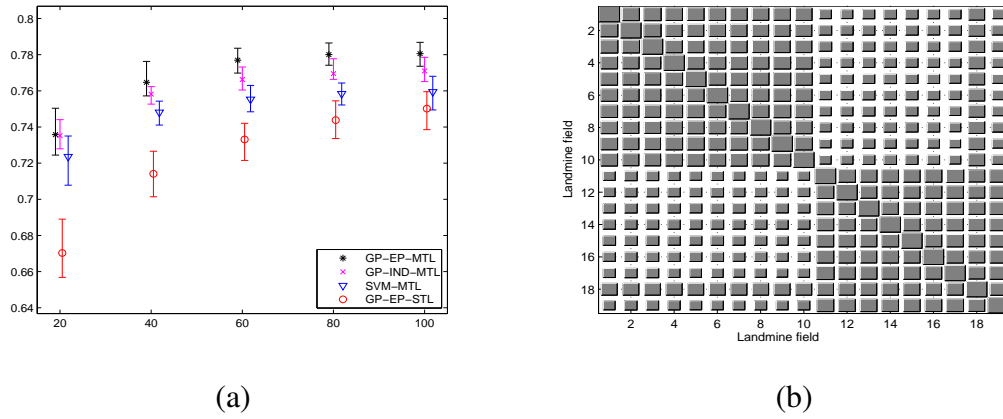 0.8
0.78
0.76
0.74
0.72
0.7
0.68
0.66
0.64
20 40 60 80 100
GP−EP−MTL
GP−IND−MTL
SVM−MTL
GP−EP−STL
(a)
Landmine field
2
4
6
8
10
12
14
16
18
2 4 6 8 10 12 14 16 18
Landmine field
(b)